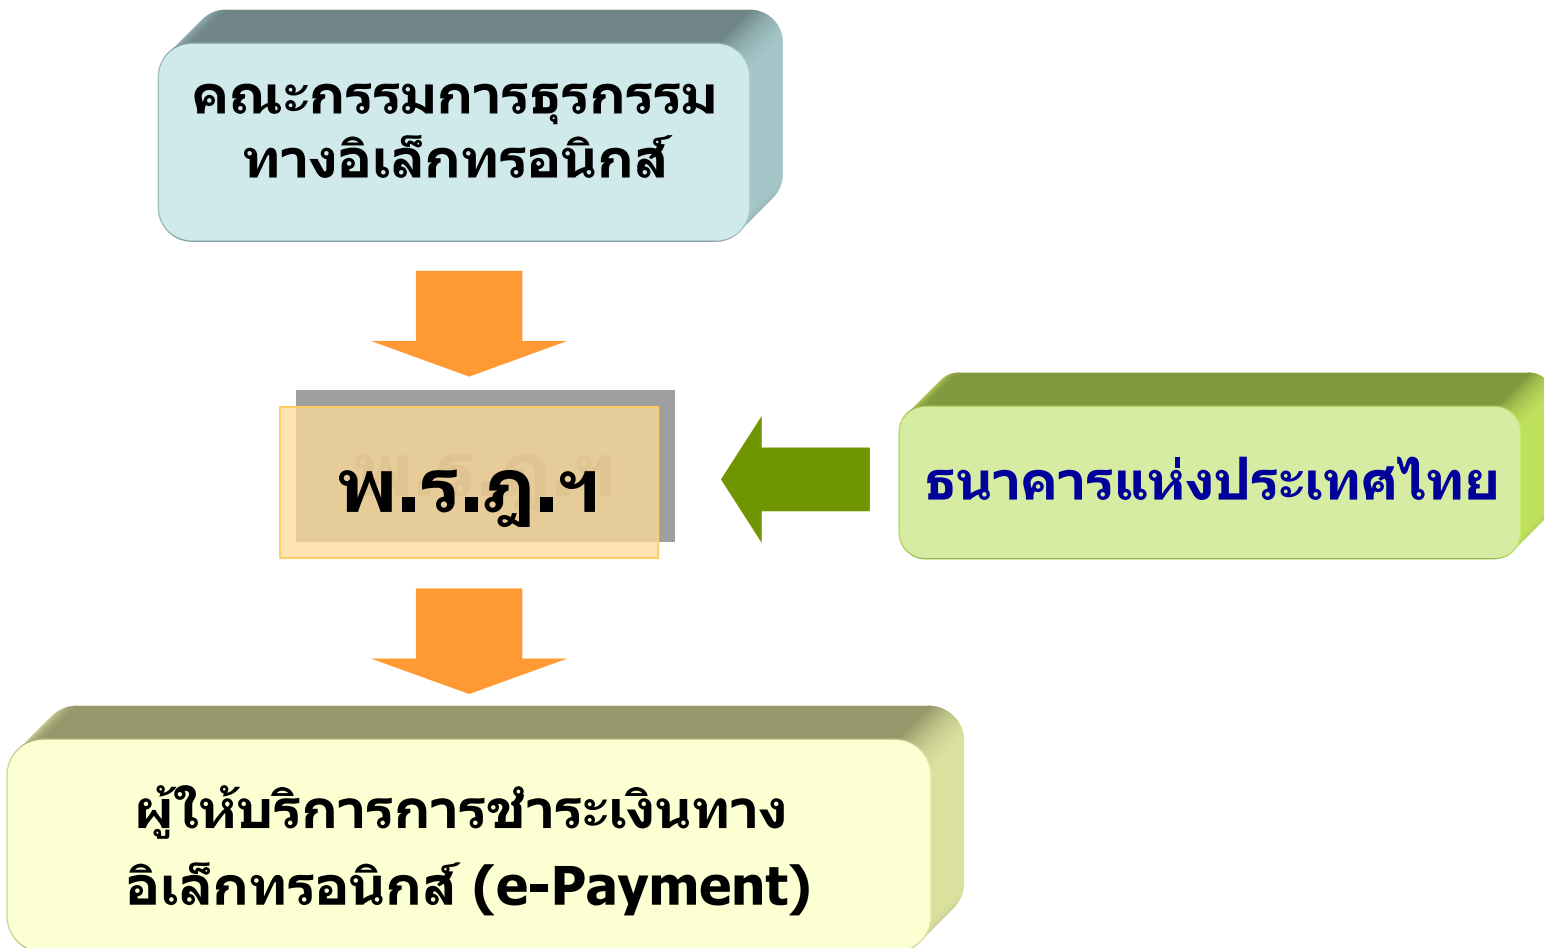 คณะกรรมการธุรกรรม
ทางอิเล็กทรอนิกส์
พ.ร.ฎ.ฯ
ธนาคารแห่งประเทศไทย
ผู้ให้บริการการชำระเงินทาง
อิเล็กทรอนิกส์ (e-Payment)